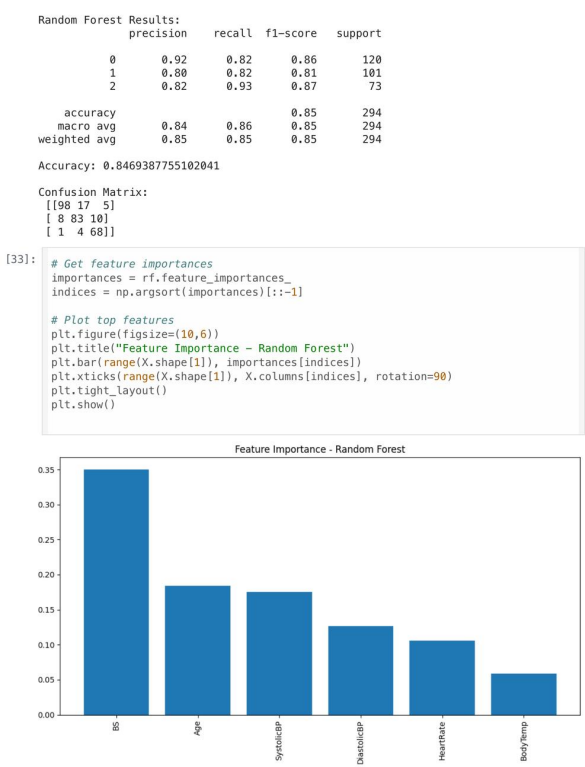 Random Forest Results:
precision recall f1-score support
0 0.92 0.82 0.86 120
1 0.80 0.82 0.81 101
2 0.82 0.93 0.87 73
accuracy 0.85 294
macro avg 0.84 0.86 0.85 294
weighted avg 0.85 0.85 0.85 294
Accuracy: 0.8469387755102041
Confusion Matrix:
[[98 17 5]
[ 8 83 10]
[ 1 4 68]]
[33]: # Get feature importances
importances = rf.feature_importances_
indices = np.argsort(importances)[::-1]
# Plot top features
plt.figure(figsize=(10,6))
plt.title("Feature Importance – Random Forest")
plt.bar(range(X.shape[1]), importances[indices])
plt.xticks(range(X.shape[1]), X.columns[indices], rotation=90)
plt.tight_layout()
plt.show()
Feature Importance - Random Forest
0.35
0.30
0.25
0.20
0.15
0.10
0.05
0.00
BS
Age
SystolicBP
DiastolicBP
HeartRate
BodyTemp